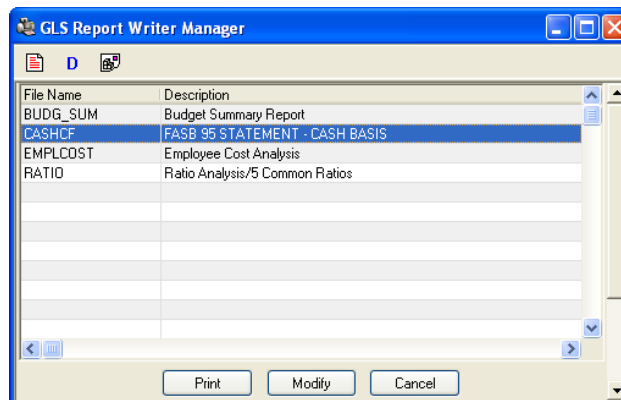 GLS Report Writer Manager
D
File Name Description
BUDG_SUM Budget Summary Report
CASHCF FASB 95 STATEMENT - CASH BASIS
EMPLCOST Employee Cost Analysis
RATIO Ratio Analysis/5 Common Ratios
Print Modify Cancel